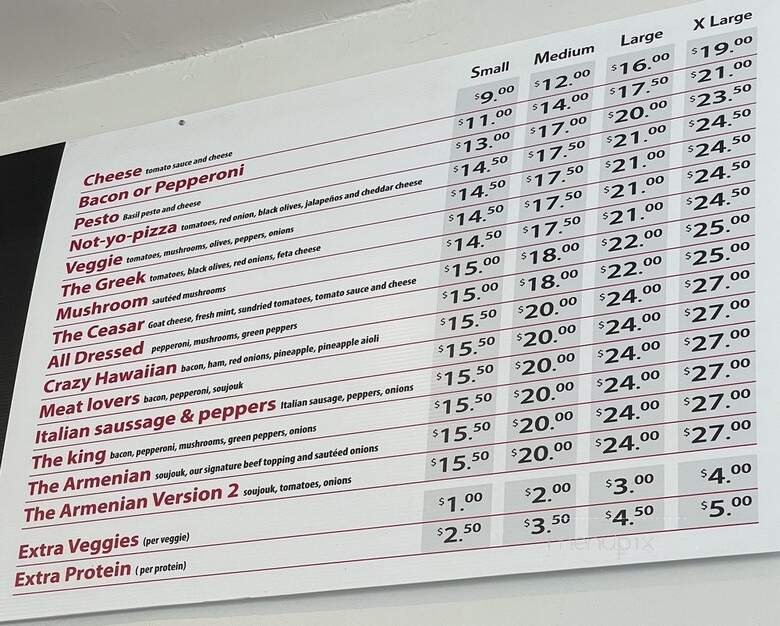 Small Medium Large X Large
Cheese tomato sauce and cheese $9.00 $12.00 $16.00 $19.00
Bacon or Pepperoni $11.00 $14.00 $17.50 $21.00
Pesto Basil pesto and cheese $13.00 $17.00 $20.00 $23.50
Not-yo-pizza tomatoes, red onion, black olives, jalapeños and cheddar cheese $14.50 $17.50 $21.00 $24.50
Veggie tomatoes, mushrooms, olives, peppers, onions $14.50 $17.50 $21.00 $24.50
The Greek tomatoes, black olives, red onions, feta cheese $14.50 $17.50 $21.00 $24.50
Mushroom sautéed mushrooms $14.50 $17.50 $21.00 $24.50
The Ceasar Goat cheese, fresh mint, sundried tomatoes, tomato sauce and cheese $15.00 $18.00 $22.00 $25.00
All Dressed pepperoni, mushrooms, green peppers $15.00 $18.00 $22.00 $25.00
Crazy Hawaiian bacon, ham, red onions, pineapple, pineapple aioli $15.50 $20.00 $24.00 $27.00
Meat lovers bacon, pepperoni, soujouk $15.50 $20.00 $24.00 $27.00
Italian saussage & peppers Italian sausage, peppers, onions $15.50 $20.00 $24.00 $27.00
The king bacon, pepperoni, mushrooms, green peppers, onions $15.50 $20.00 $24.00 $27.00
The Armenian soujouk, our signature beef topping and sautéed onions $15.50 $20.00 $24.00 $27.00
The Armenian Version 2 soujouk, tomatoes, onions $15.50 $20.00 $24.00 $27.00
Extra Veggies (per veggie) $1.00 $2.00 $3.00 $4.00
Extra Protein (per protein) $2.50 $3.50 $4.50 $5.00
menupix